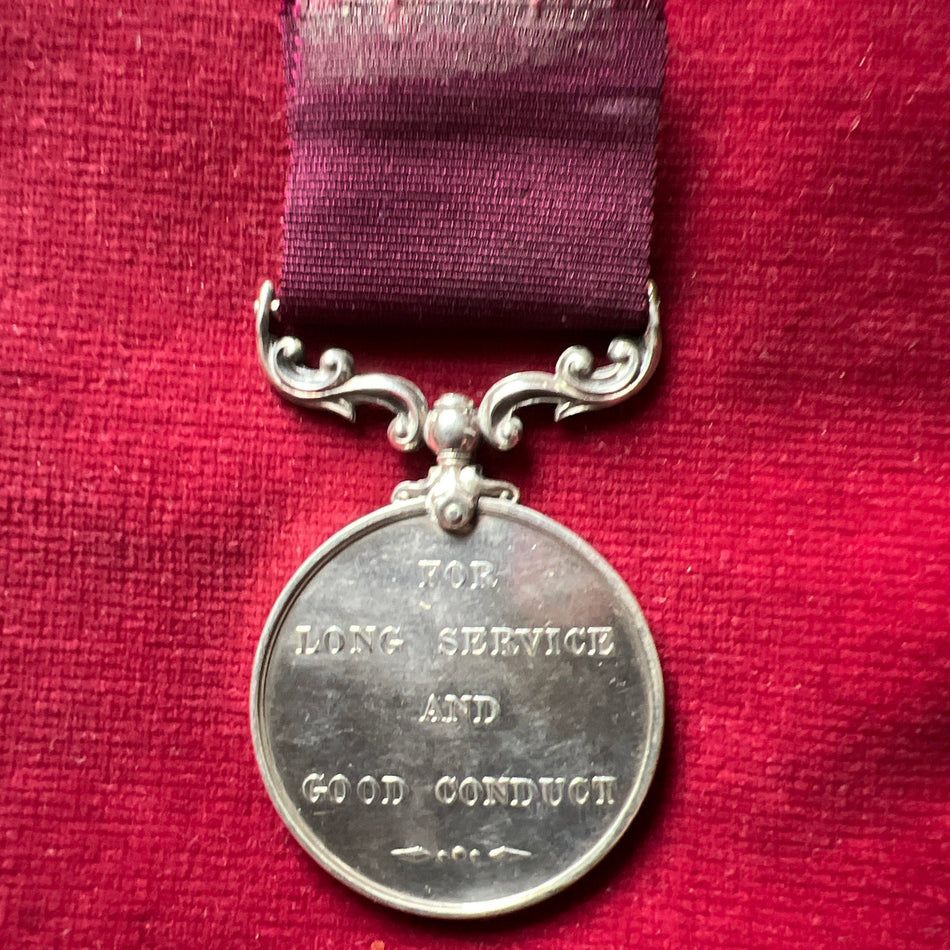 FOR
LONG SERVICE
AND
GOOD CONDUCT